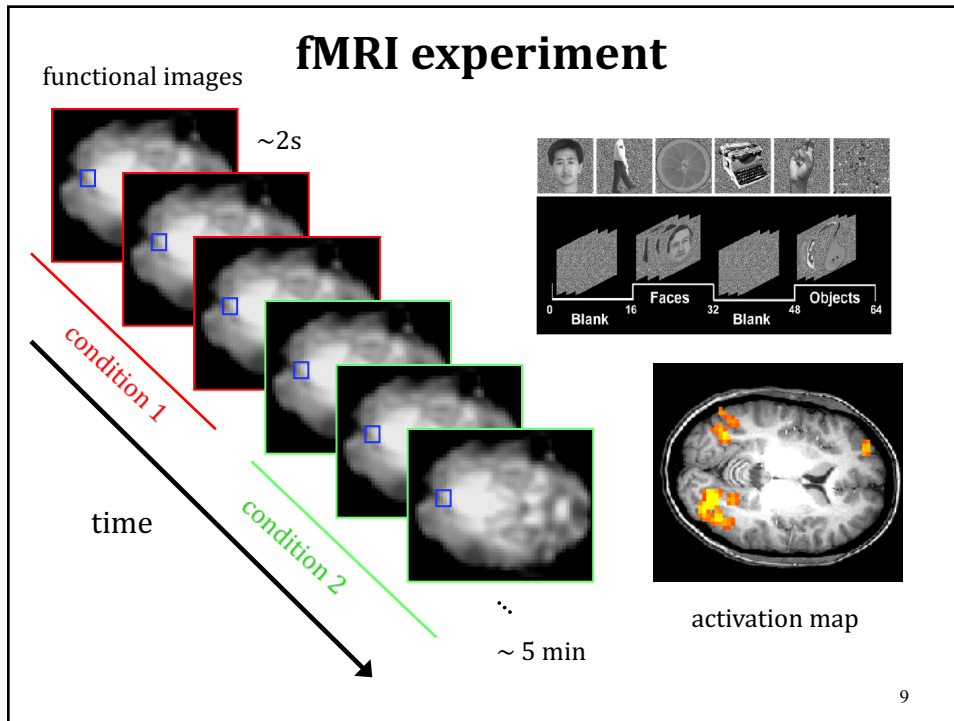 fMRI experiment
functional images
~2s
condition 1
condition 2
time
⋱
~ 5 min
Faces
Objects
0
16
32
48
64
Blank
Blank
activation map
9